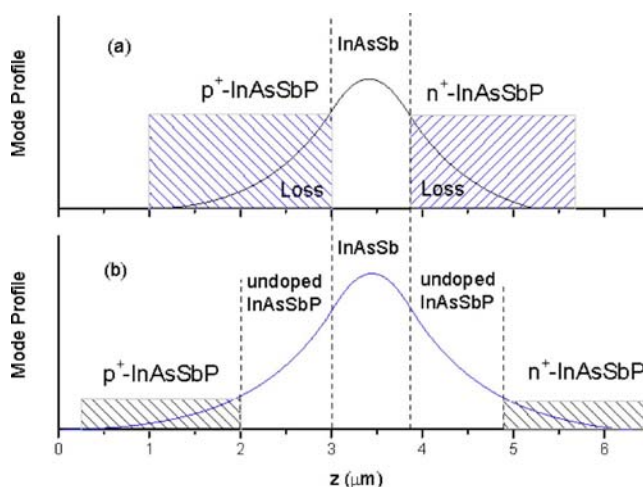 (a)
InAsSb
p+-InAsSbP
n+-InAsSbP
Mode Profile
Loss
Loss
(b)
InAsSb
undoped
InAsSbP
undoped
InAsSbP
Mode Profile
p+-InAsSbP
n+-InAsSbP
0 1 2 3 4 5 6
z (μm)